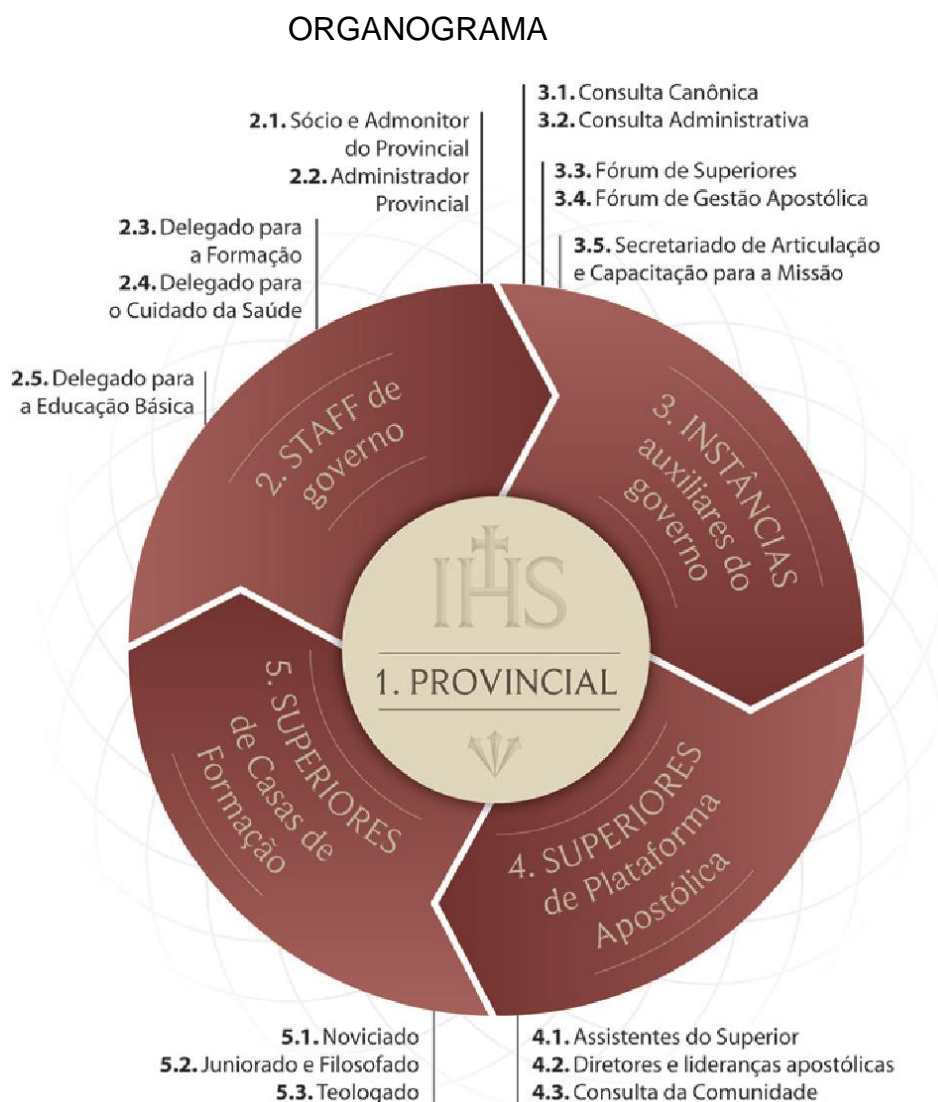 ORGANOGRAMA
2.1. Sócio e Admonitor
do Provincial
2.2. Administrador
Provincial
2.3. Delegado para
a Formação
2.4. Delegado para
o Cuidado da Saúde
2.5. Delegado para
a Educação Básica
3.1. Consulta Canônica
3.2. Consulta Administrativa
3.3. Fórum de Superiores
3.4. Fórum de Gestão Apostólica
3.5. Secretariado de Articulação
e Capacitação para a Missão
2. STAFF de
governo
3. INSTÂNCIAS
auxiliares do
governo
IHS
1. PROVINCIAL
5. SUPERIORES
de Casas de
Formação
4. SUPERIORES
de Plataforma
Apostólica
5.1. Noviciado
5.2. Juniorado e Filosofado
5.3. Teologado
4.1. Assistentes do Superior
4.2. Diretores e lideranças apostólicas
4.3. Consulta da Comunidade